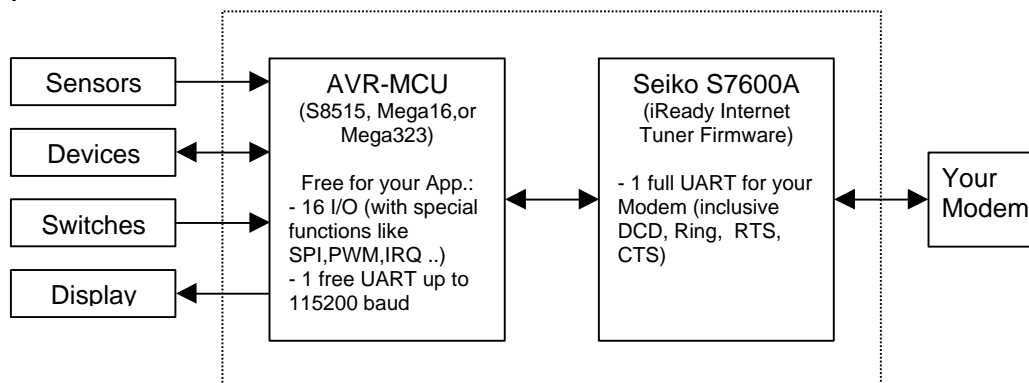 Sensors
Devices
Switches
Display
AVR-MCU
(S8515, Mega16,or
Mega323)
Free for your App.:
- 16 I/O (with special
functions like
SPI,PWM,IRQ ..)
- 1 free UART up to
115200 baud
Seiko S7600A
(iReady Internet
Tuner Firmware)
- 1 full UART for your
Modem (inclusive
DCD, Ring, RTS,
CTS)
Your
Modem